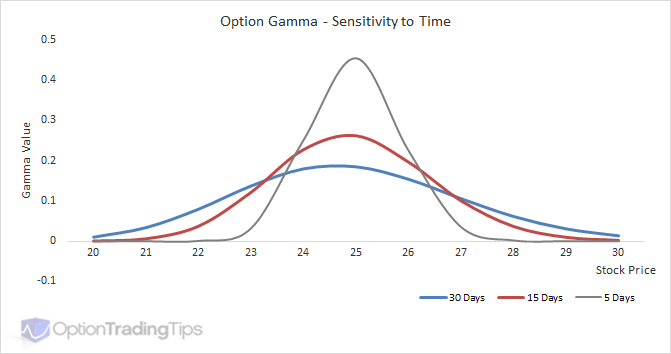 Option Gamma - Sensitivity to Time
0.5
0.4
0.3
0.2
0.1
0
-0.1
Gamma Value
20 21 22 23 24 25 26 27 28 29 30
Stock Price
30 Days 15 Days 5 Days
OptionTradingTips